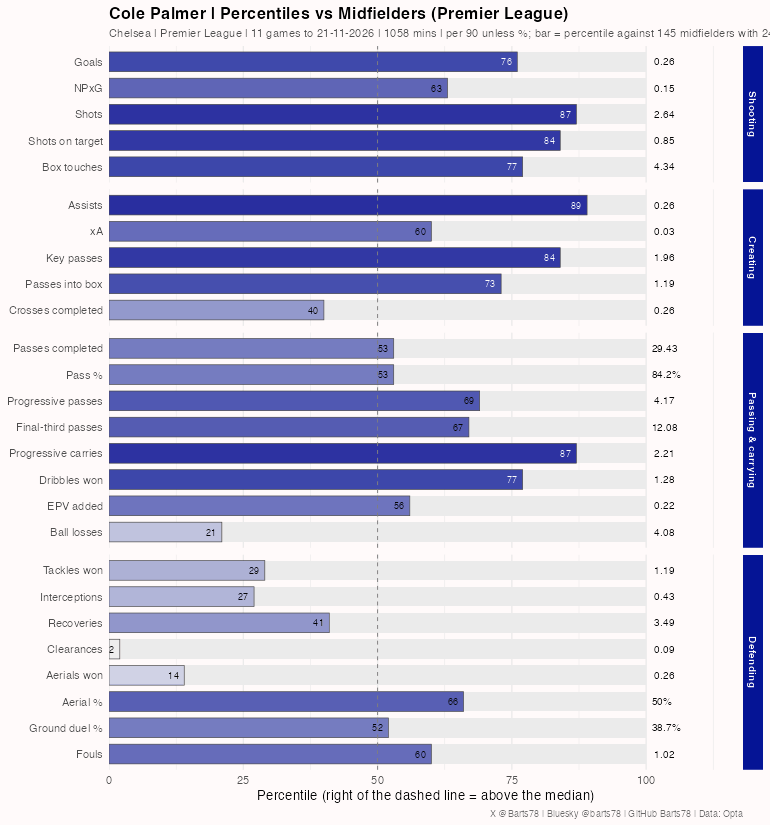 Cole Palmer | Percentiles vs Midfielders (Premier League)
Chelsea | Premier League | 11 games to 21-11-2026 | 1058 mins | per 90 unless %; bar = percentile against 145 midfielders with 24
Goals 76 0.26
NPxG 63 0.15
Shots 87 2.64
Shots on target 84 0.85
Box touches 77 4.34
Shooting
Assists 89 0.26
xA 60 0.03
Key passes 84 1.96
Passes into box 73 1.19
Crosses completed 40 0.26
Creating
Passes completed 53 29.43
Pass % 53 84.2%
Progressive passes 69 4.17
Final-third passes 67 12.08
Progressive carries 87 2.21
Dribbles won 77 1.28
EPV added 56 0.22
Ball losses 21 4.08
Passing & carrying
Tackles won 29 1.19
Interceptions 27 0.43
Recoveries 41 3.49
Clearances 2 0.09
Aerials won 14 0.26
Aerial % 66 50%
Ground duel % 52 38.7%
Fouls 60 1.02
Defending
0 25 50 75 100
Percentile (right of the dashed line = above the median)
X @Barts78 | Bluesky @barts78 | GitHub Barts78 | Data: Opta